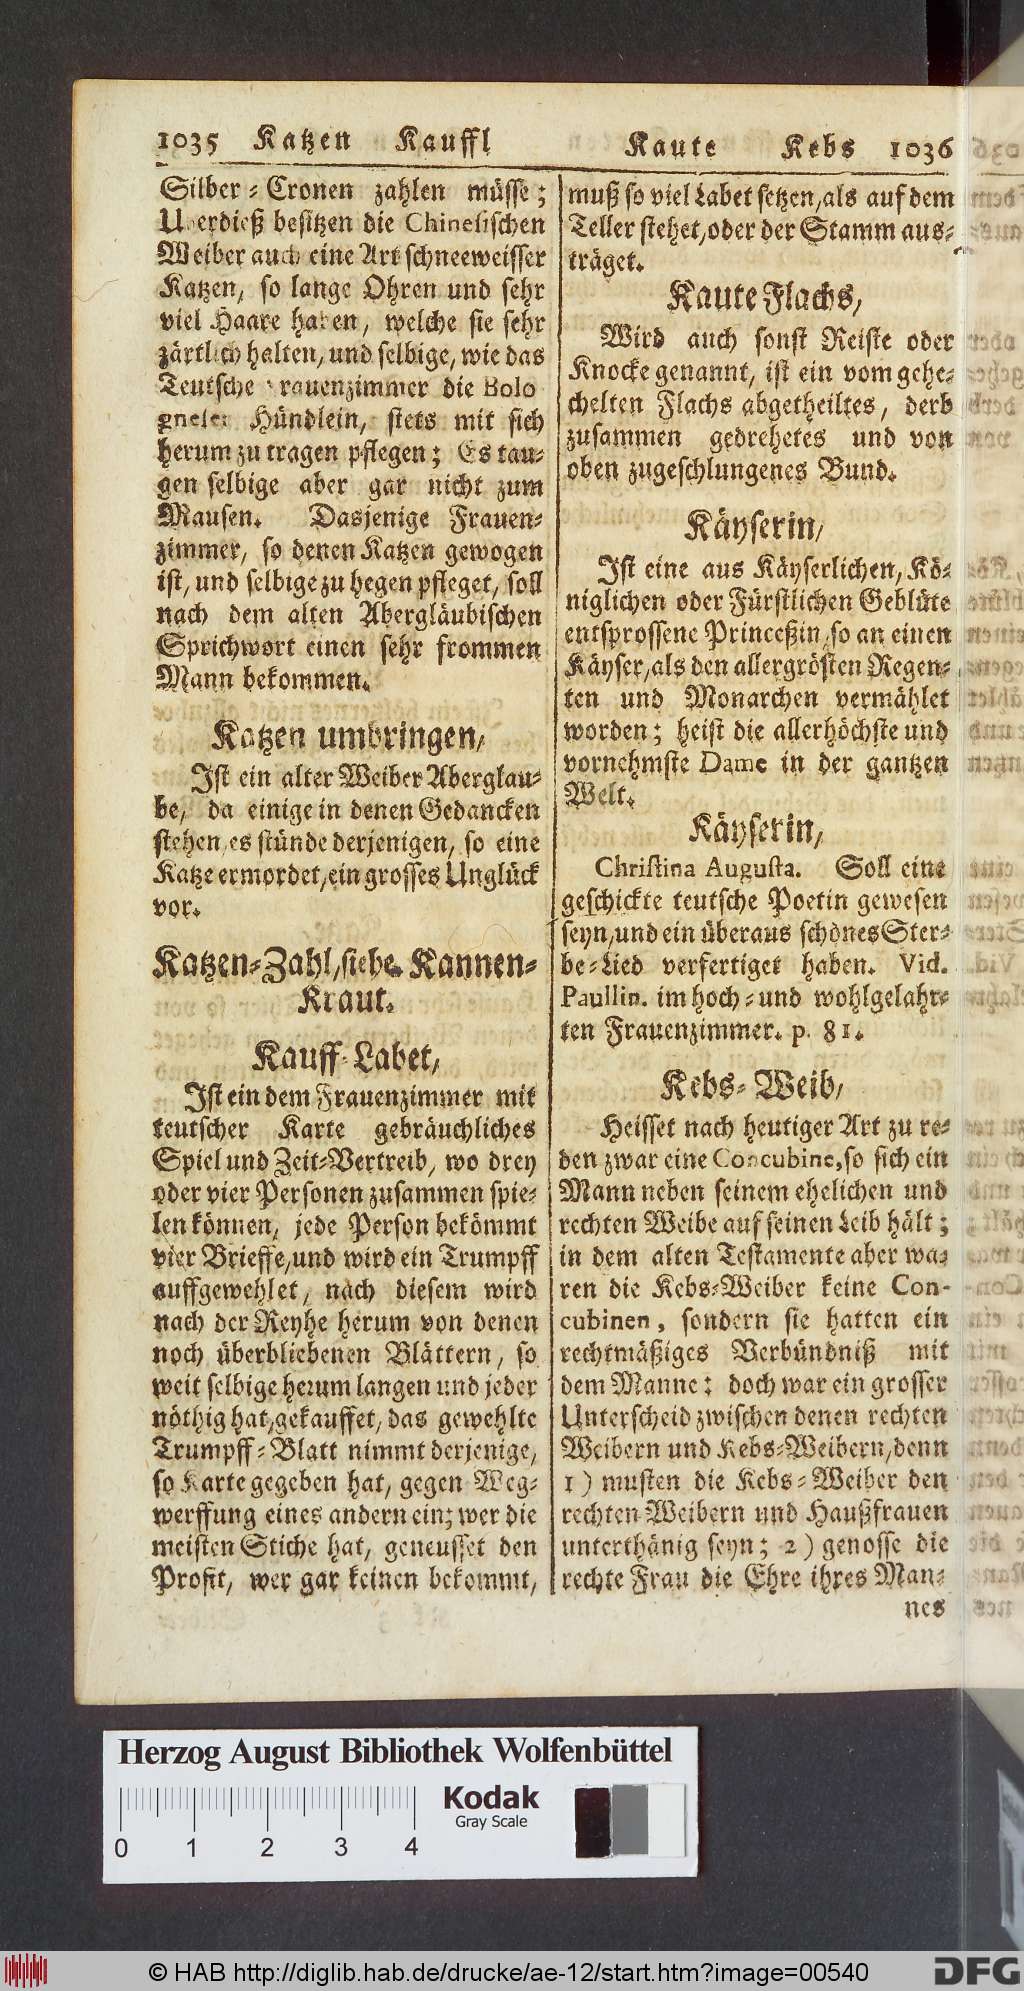 1035 Katzen Kauffl
Silber-Cronen zahlen müsse;
Uberdieß besitzen die Chinesischen
Weiber auch eine Art schneeweisser
Katzen, so lange Ohren und sehr
viel Haare haben, welche sie sehr
zärtlich halten, und selbige, wie das
Teutsche Frauenzimmer die Bolo
gneser Hündlein, stets mit sich
herum zu tragen pflegen; Es tau-
gen selbige aber gar nicht zum
Mausen. Dasjenige Frauen-
zimmer, so denen Katzen gewogen
ist, und selbige zu hegen pfleget, soll
nach dem alten Abergläubischen
Sprichwort einen sehr frommen
Mann bekommen.
Katzen umbringen,
Ist ein alter Weiber Aberglau-
be, da einige in denen Gedancken
stehen, es stünde derjenigen, so eine
Katze ermordet, ein grosses Unglück
vor.
Katzen-Zahl, siehe Kannen-
Kraut.
Kauff-Labet,
Ist ein dem Frauenzimmer mit
teutscher Karte gebräuchliches
Spiel und Zeit-Vertreib, wo drey
oder vier Personen zusammen spie-
len können, jede Person bekömmt
vier Brieffe, und wird ein Trumpff
auffgewehlet, nach diesem wird
nach der Reyhe herum von denen
noch überbliebenen Blättern, so
weit selbige herum langen und jeder
nöthig hat, gekauffet, das gewehlte
Trumpff-Blatt nimmt derjenige,
so Karte gegeben hat, gegen Weg-
werffung eines andern ein; wer die
meisten Stiche hat, geneusset den
Profit, wer gar keinen bekommt,
Kaute Kebs 1036
muß so viel Labet setzen, als auf dem
Teller stehet, oder der Stamm aus-
träget.
Kaute Flachs,
Wird auch sonst Reiste oder
Knocke genannt, ist ein vom gehe-
chelten Flachs abgetheiltes, derb
zusammen gedrehetes und von
oben zugeschlungenes Bund.
Käyserin,
Ist eine aus Käyserlichen, Kö-
niglichen oder Fürstlichen Geblüte
entsprossene Princeßin, so an einen
Käyser, als den allergrösten Regen-
ten und Monarchen vermählet
worden; heist die allerhöchste und
vornehmste Dame in der gantzen
Welt.
Käyserin,
Christina Augusta. Soll eine
geschickte teutsche Poetin gewesen
seyn, und ein überaus schönes Ster-
be-Lied verfertiget haben. Vid.
Paullin. im hoch- und wohlgelahr-
ten Frauenzimmer. p. 81.
Kebs-Weib,
Heisset nach heutiger Art zu re-
den zwar eine Concubine, so sich ein
Mann neben seinem ehelichen und
rechten Weibe auf seinen Leib hält;
in dem alten Testamente aber wa-
ren die Kebs-Weiber keine Con-
cubinen, sondern sie hatten ein
rechtmäßiges Verbündniß mit
dem Manne; doch war ein grosser
Unterscheid zwischen denen rechten
Weibern und Kebs-Weibern, denn
1) musten die Kebs-Weiber den
rechten Weibern und Haußfrauen
unterthänig seyn; 2) genosse die
rechte Frau die Ehre ihres Man-
nes
Herzog August Bibliothek Wolfenbüttel
0 1 2 3 4
Kodak
Gray Scale
© HAB http://diglib.hab.de/drucke/ae-12/start.htm?image=00540
DFG